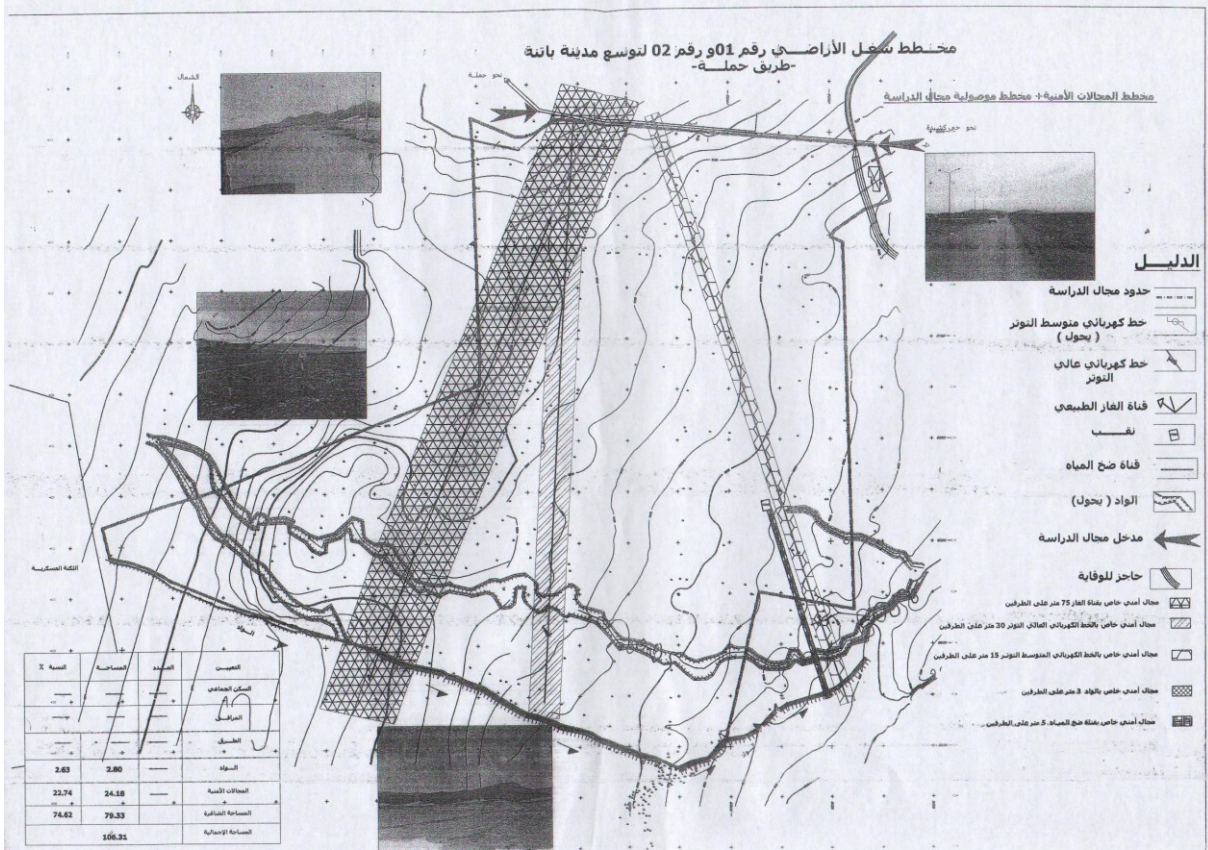 مخطط شغل الأراضي رقم 01و رقم 02 لتوسع مدينة باتنة
-طريق حملة-
مخطط المجالات الأمنية+ مخطط موصولية مجال الدراسة
الشمال
نحو حملة
نحو
الدليل
حدود مجال الدراسة
خط كهربائي متوسط التوتر
( يحول )
خط كهربائي عالي
التوتر
قناة الغاز الطبيعي
نقب
قناة ضخ المياه
الواد ( يحول)
مدخل مجال الدراسة
حاجز للوقاية
مجال أمني خاص بقناة الغاز 75 متر على الطرفين
مجال أمني خاص بالخط الكهربائي العالي التوتر 30 متر على الطرفين
مجال أمني خاص بالخط الكهربائي المتوسط التوتر 15 متر على الطرفين
مجال أمني خاص بالواد 3 متر على الطرفين
مجال أمني خاص بقناة ضخ المياه 5 متر على الطرفين
الثكنة العسكرية
الواد
التعيين العدد المساحة النسبة %
السكن الجماعي — — —
المرافق — — —
الطريق — — —
الواد — 2.80 2.63
المجالات الأمنية — 24.18 22.74
المساحة الشاغرة 79.33 74.62
المساحة الإجمالية 106.31